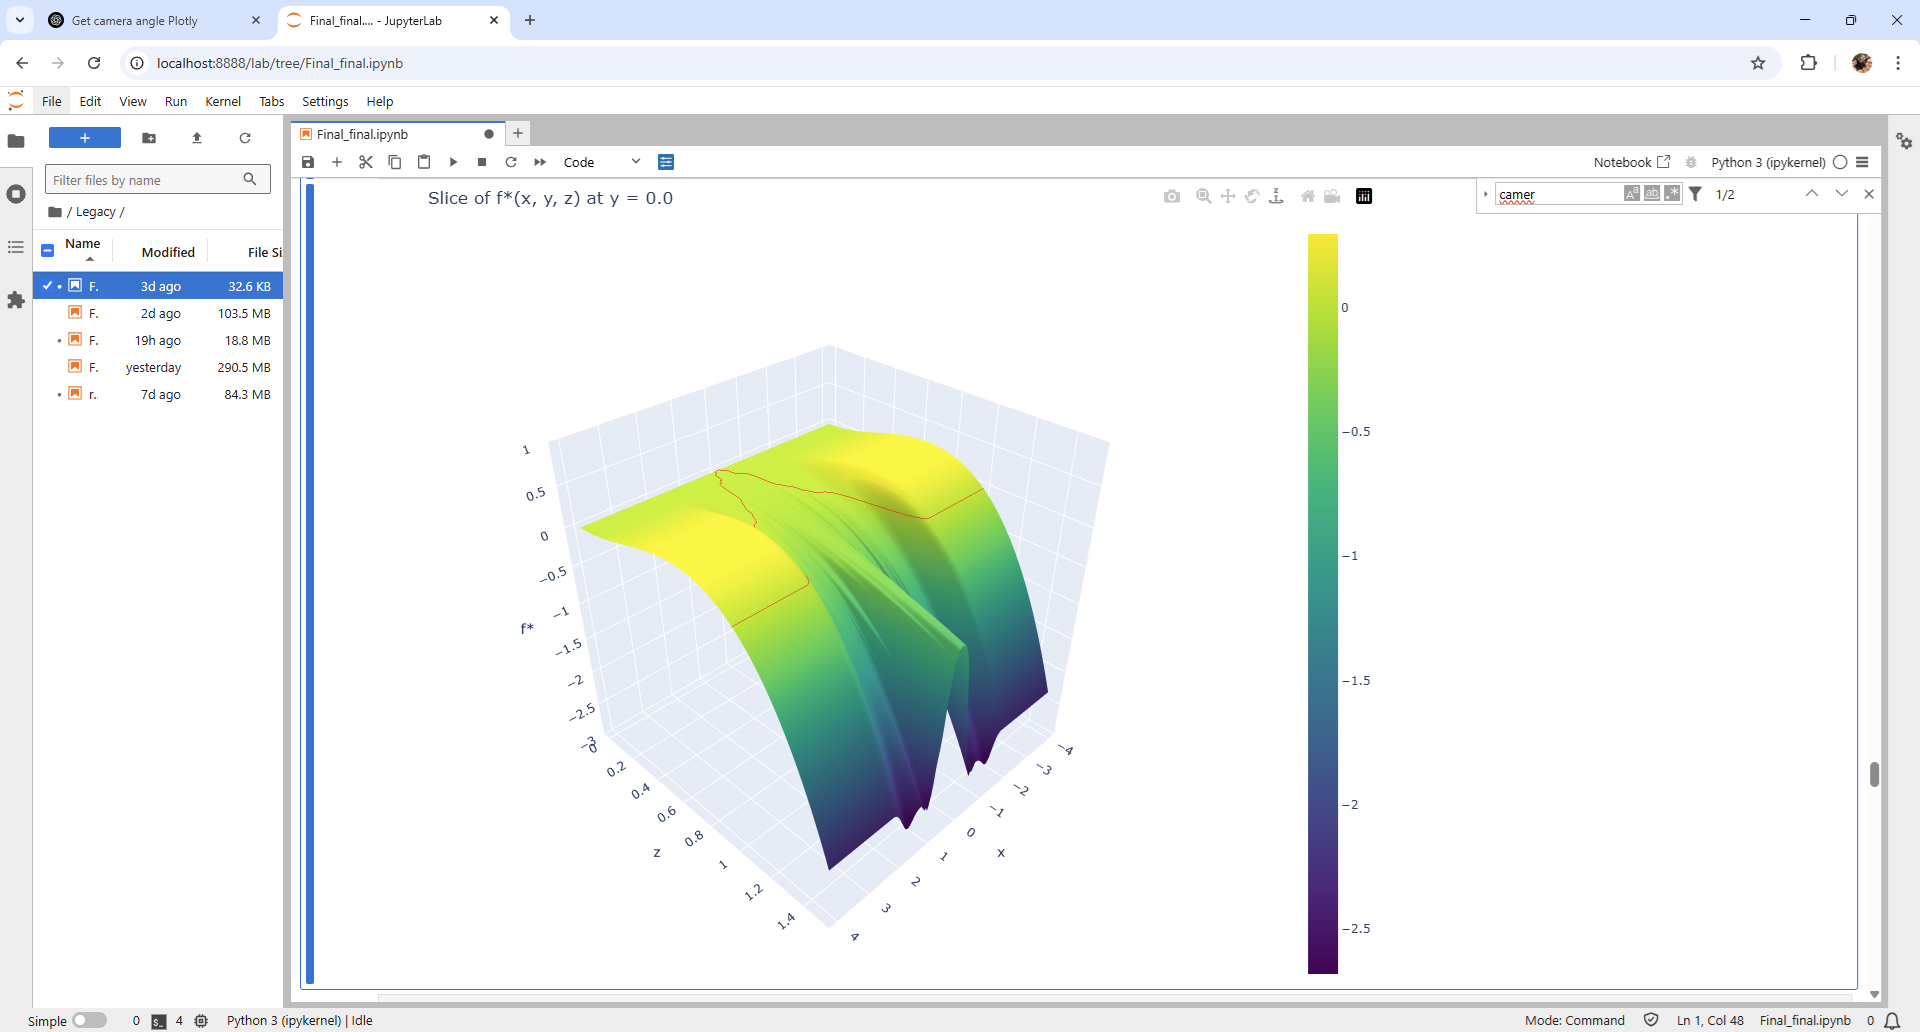 Get camera angle Plotly
Final_final.... - JupyterLab
localhost:8888/lab/tree/Final_final.ipynb
File Edit View Run Kernel Tabs Settings Help
Final_final.ipynb
Code
Notebook
Python 3 (ipykernel)
Filter files by name
/ Legacy /
Name Modified File Si
F. 3d ago 32.6 KB
F. 2d ago 103.5 MB
F. 19h ago 18.8 MB
F. yesterday 290.5 MB
r.. 7d ago 84.3 MB
camer
Aa ab .*
1/2
Slice of f*(x, y, z) at y = 0.0
1
0.5
0
−0.5
−1
−1.5
−2
−2.5
−3
f*
0
0.2
0.4
0.6
0.8
1
1.2
1.4
z
−4
−3
−2
−1
0
1
2
3
4
x
0
−0.5
−1
−1.5
−2
−2.5
Simple 0 $_ 4 Python 3 (ipykernel) | Idle
Mode: Command Ln 1, Col 48 Final_final.ipynb 0